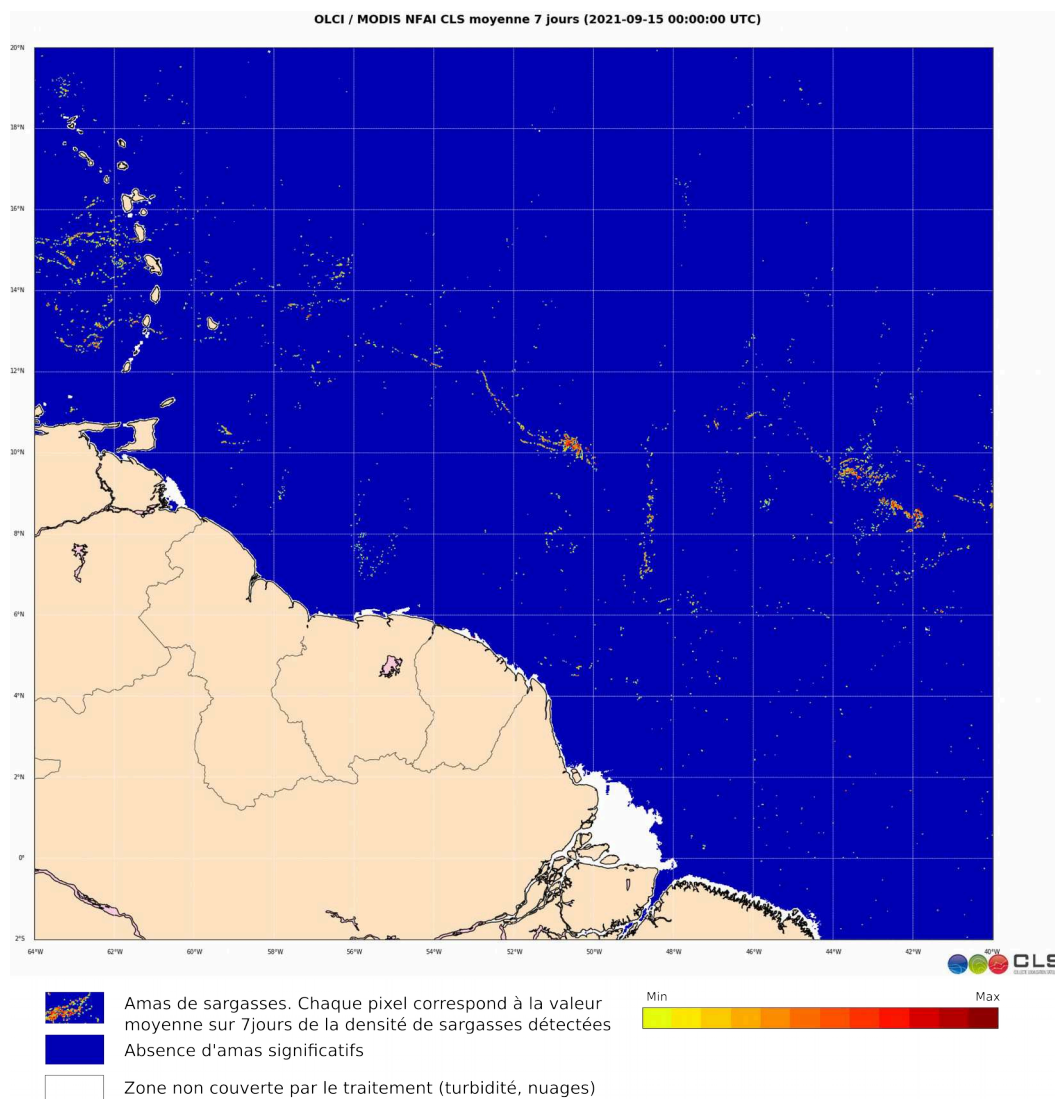 OLCI / MODIS NFAI CLS moyenne 7 jours (2021-09-15 00:00:00 UTC)
20°N
18°N
16°N
14°N
12°N
10°N
8°N
6°N
4°N
2°N
0°
2°S
64°W 62°W 60°W 58°W 56°W 54°W 52°W 50°W 48°W 46°W 44°W 42°W 40°W
CLS
Amas de sargasses. Chaque pixel correspond à la valeur
moyenne sur 7jours de la densité de sargasses détectées
Min Max
Absence d'amas significatifs
Zone non couverte par le traitement (turbidité, nuages)